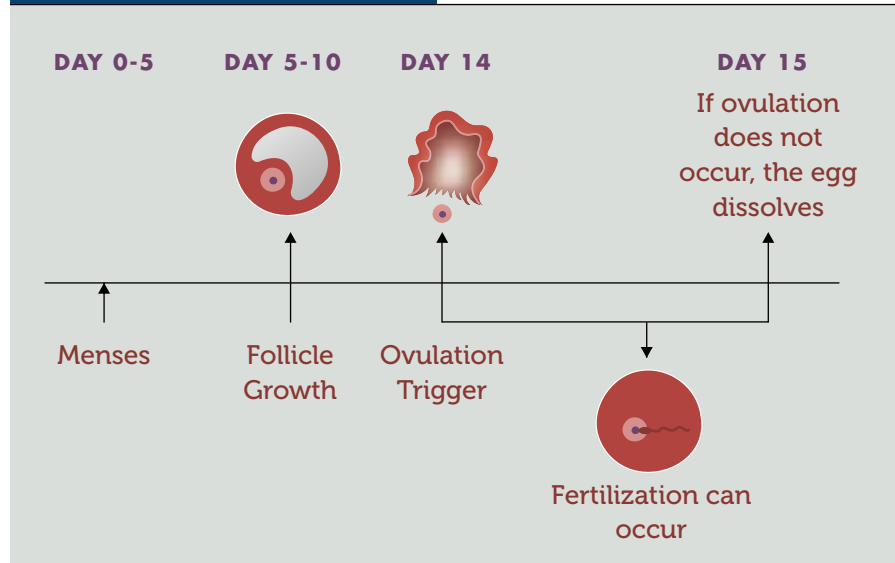 DAY 0-5
DAY 5-10
DAY 14
DAY 15
If ovulation
does not
occur, the egg
dissolves
Menses
Follicle
Growth
Ovulation
Trigger
Fertilization can
occur